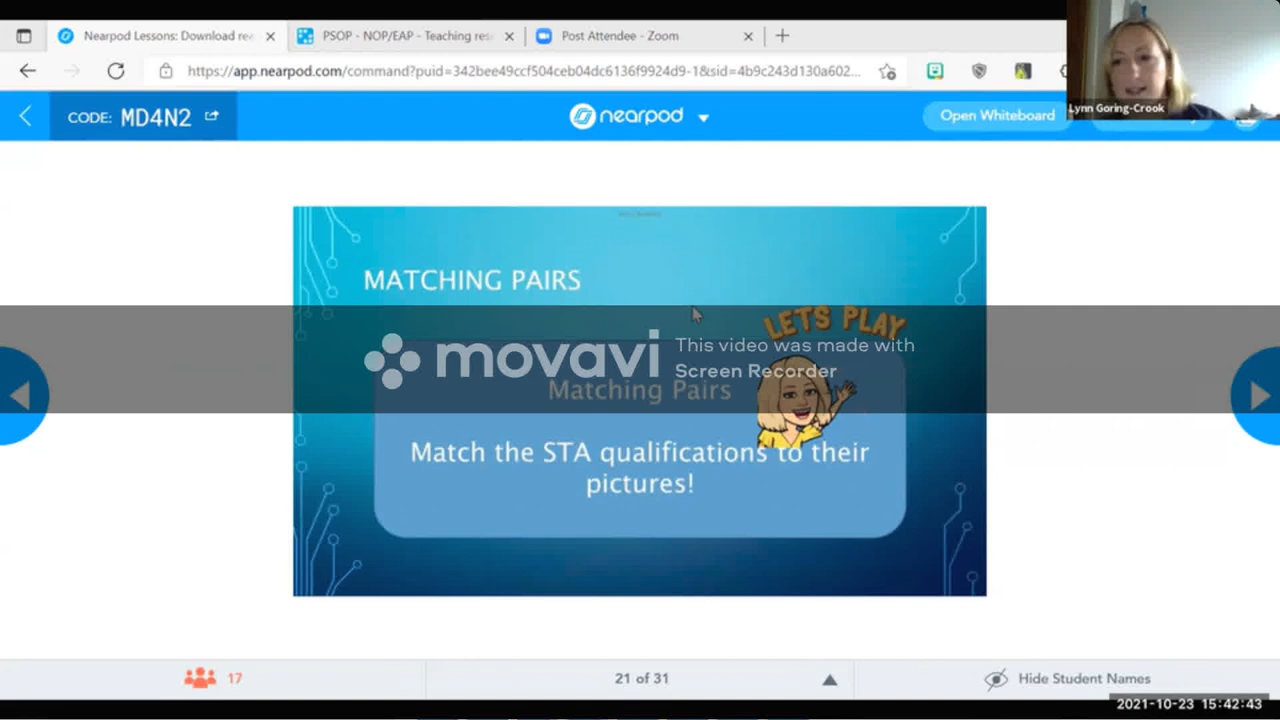 Nearpod Lessons: Download rea
PSOP - NOP/EAP - Teaching res
Post Attendee - Zoom
https://app.nearpod.com/command?puid=342bee49ccf504ceb04dc6136f9924d9-1&sid=4b9c243d130a602...
CODE: MD4N2
nearpod
Open Whiteboard
Lynn Goring-Crook
MATCHING PAIRS
LETS PLAY
movavi
This video was made with
Screen Recorder
Matching Pairs
Match the STA qualifications to their
pictures!
17
21 of 31
Hide Student Names
2021-10-23 15:42:43